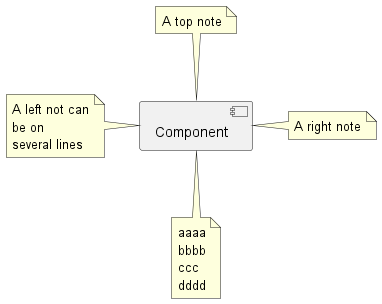 A top note
A left not can
be on
several lines
Component
A right note
aaaa
bbbb
ccc
dddd